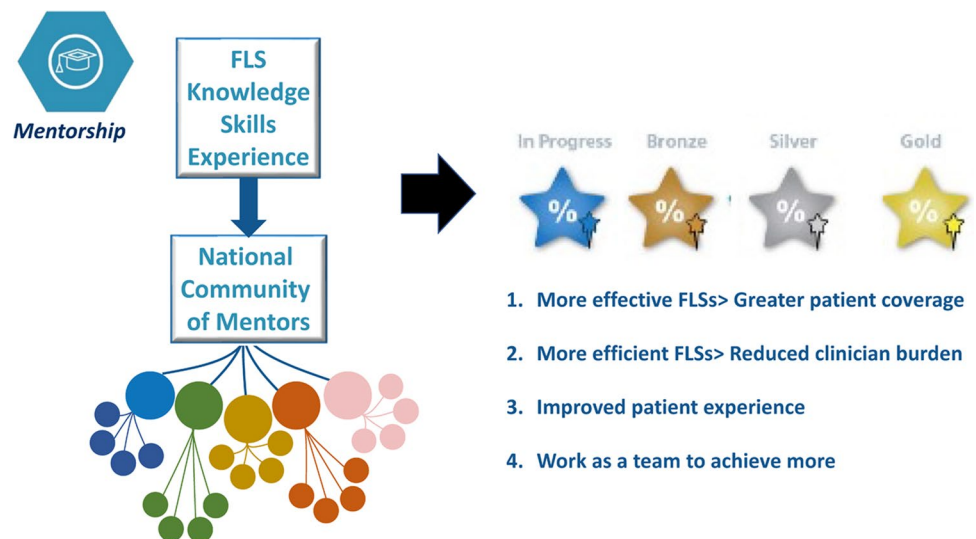 Mentorship
FLS
Knowledge
Skills
Experience
National
Community
of Mentors
In Progress
Bronze
Silver
Gold
%
%
%
%
1. More effective FLSs> Greater patient coverage
2. More efficient FLSs> Reduced clinician burden
3. Improved patient experience
4. Work as a team to achieve more